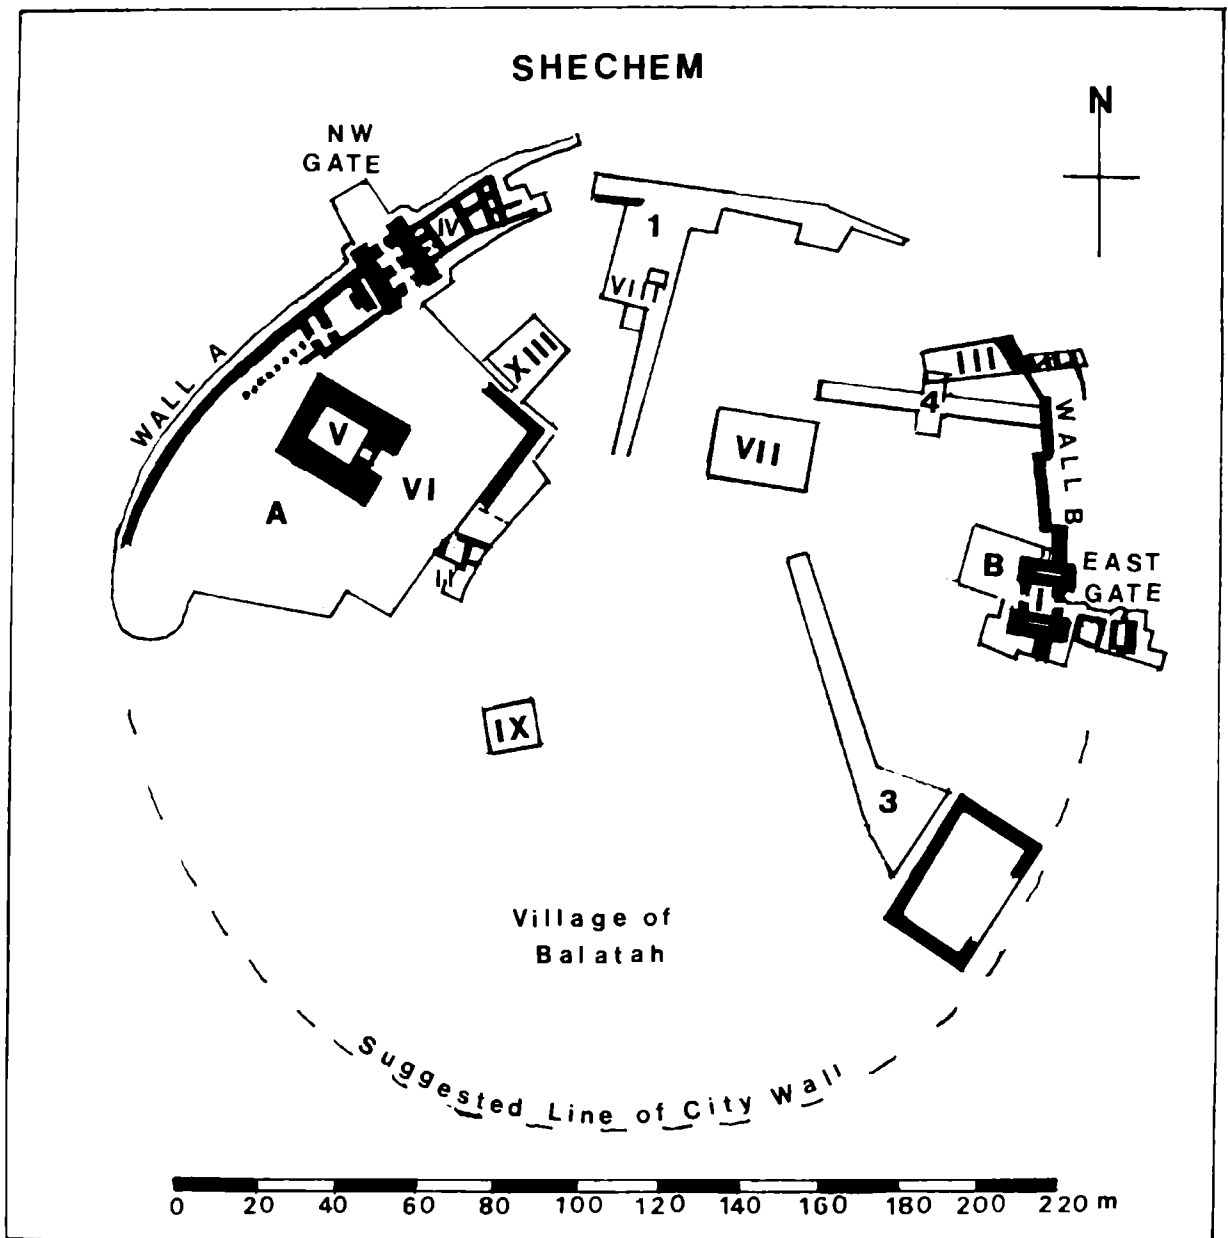 SHECHEM
N
NW
GATE
IV
1
VIII
WALL A
XIII
III
4
WALL B
V
VI
VII
A
B
EAST
GATE
I
II
IX
3
Village of
Balatah
Suggested Line of City Wall
0 20 40 60 80 100 120 140 160 180 200 220 m